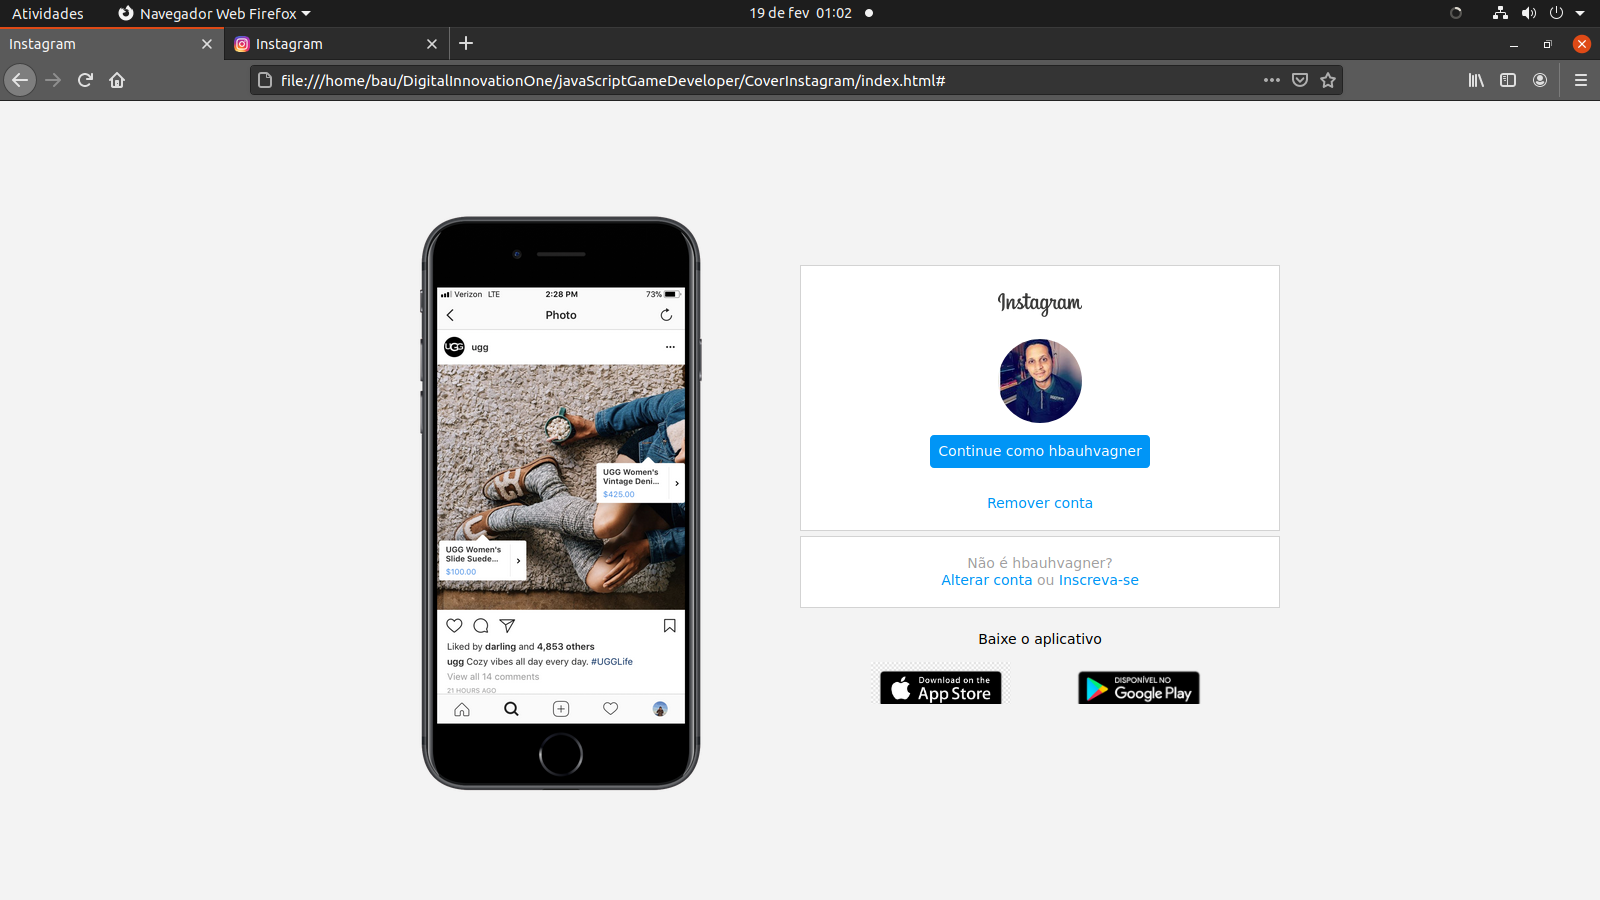 Atividades
Navegador Web Firefox
19 de fev 01:02
Instagram
Instagram
file:///home/bau/DigitalInnovationOne/javaScriptGameDeveloper/CoverInstagram/index.html#
Verizon LTE
2:28 PM
73%
Photo
UGG
ugg
UGG Women's
Vintage Deni...
$425.00
UGG Women's
Slide Suede...
$100.00
Liked by darling and 4,853 others
ugg Cozy vibes all day every day. #UGGLife
View all 14 comments
21 HOURS AGO
Instagram
Continue como hbauhvagner
Remover conta
Não é hbauhvagner?
Alterar conta ou Inscreva-se
Baixe o aplicativo
Download on the
App Store
DISPONÍVEL NO
Google Play